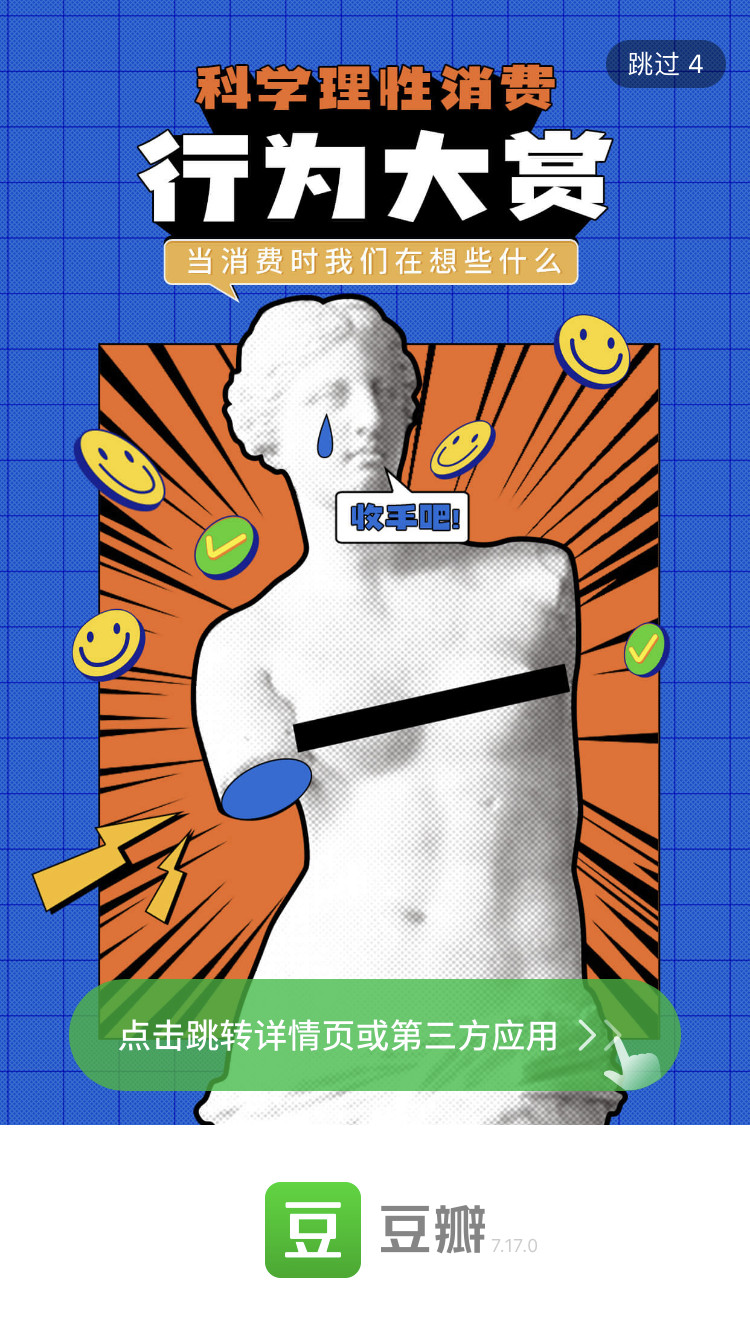 跳过 4
科学理性消费
行为大赏
当消费时我们在想些什么
收手吧!
点击跳转详情页或第三方应用
豆 豆瓣 7.17.0